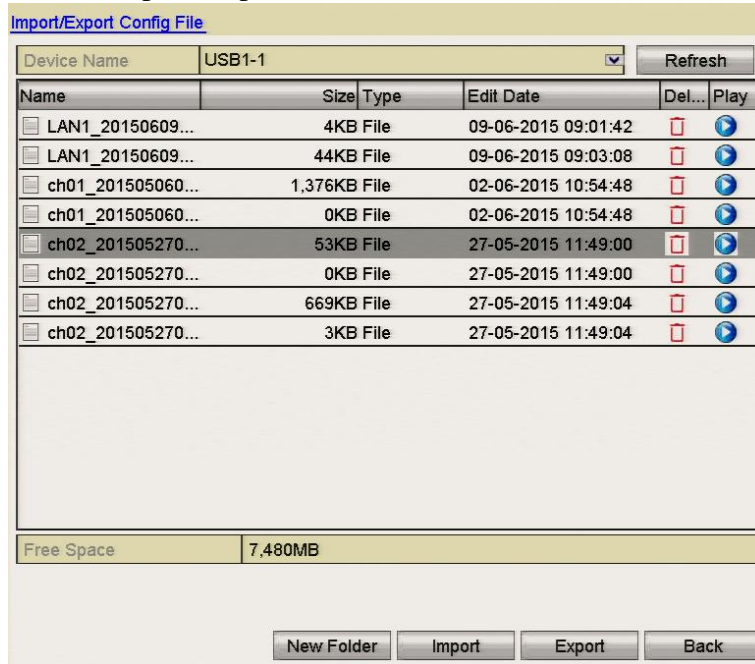 Import/Export Config File
Device Name USB1-1 Refresh
Name Size Type Edit Date Del... Play
LAN1_20150609... 4KB File 09-06-2015 09:01:42
LAN1_20150609... 44KB File 09-06-2015 09:03:08
ch01_201505060... 1,376KB File 02-06-2015 10:54:48
ch01_201505060... 0KB File 02-06-2015 10:54:48
ch02_201505270... 53KB File 27-05-2015 11:49:00
ch02_201505270... 0KB File 27-05-2015 11:49:00
ch02_201505270... 669KB File 27-05-2015 11:49:04
ch02_201505270... 3KB File 27-05-2015 11:49:04
Free Space 7,480MB
New Folder Import Export Back